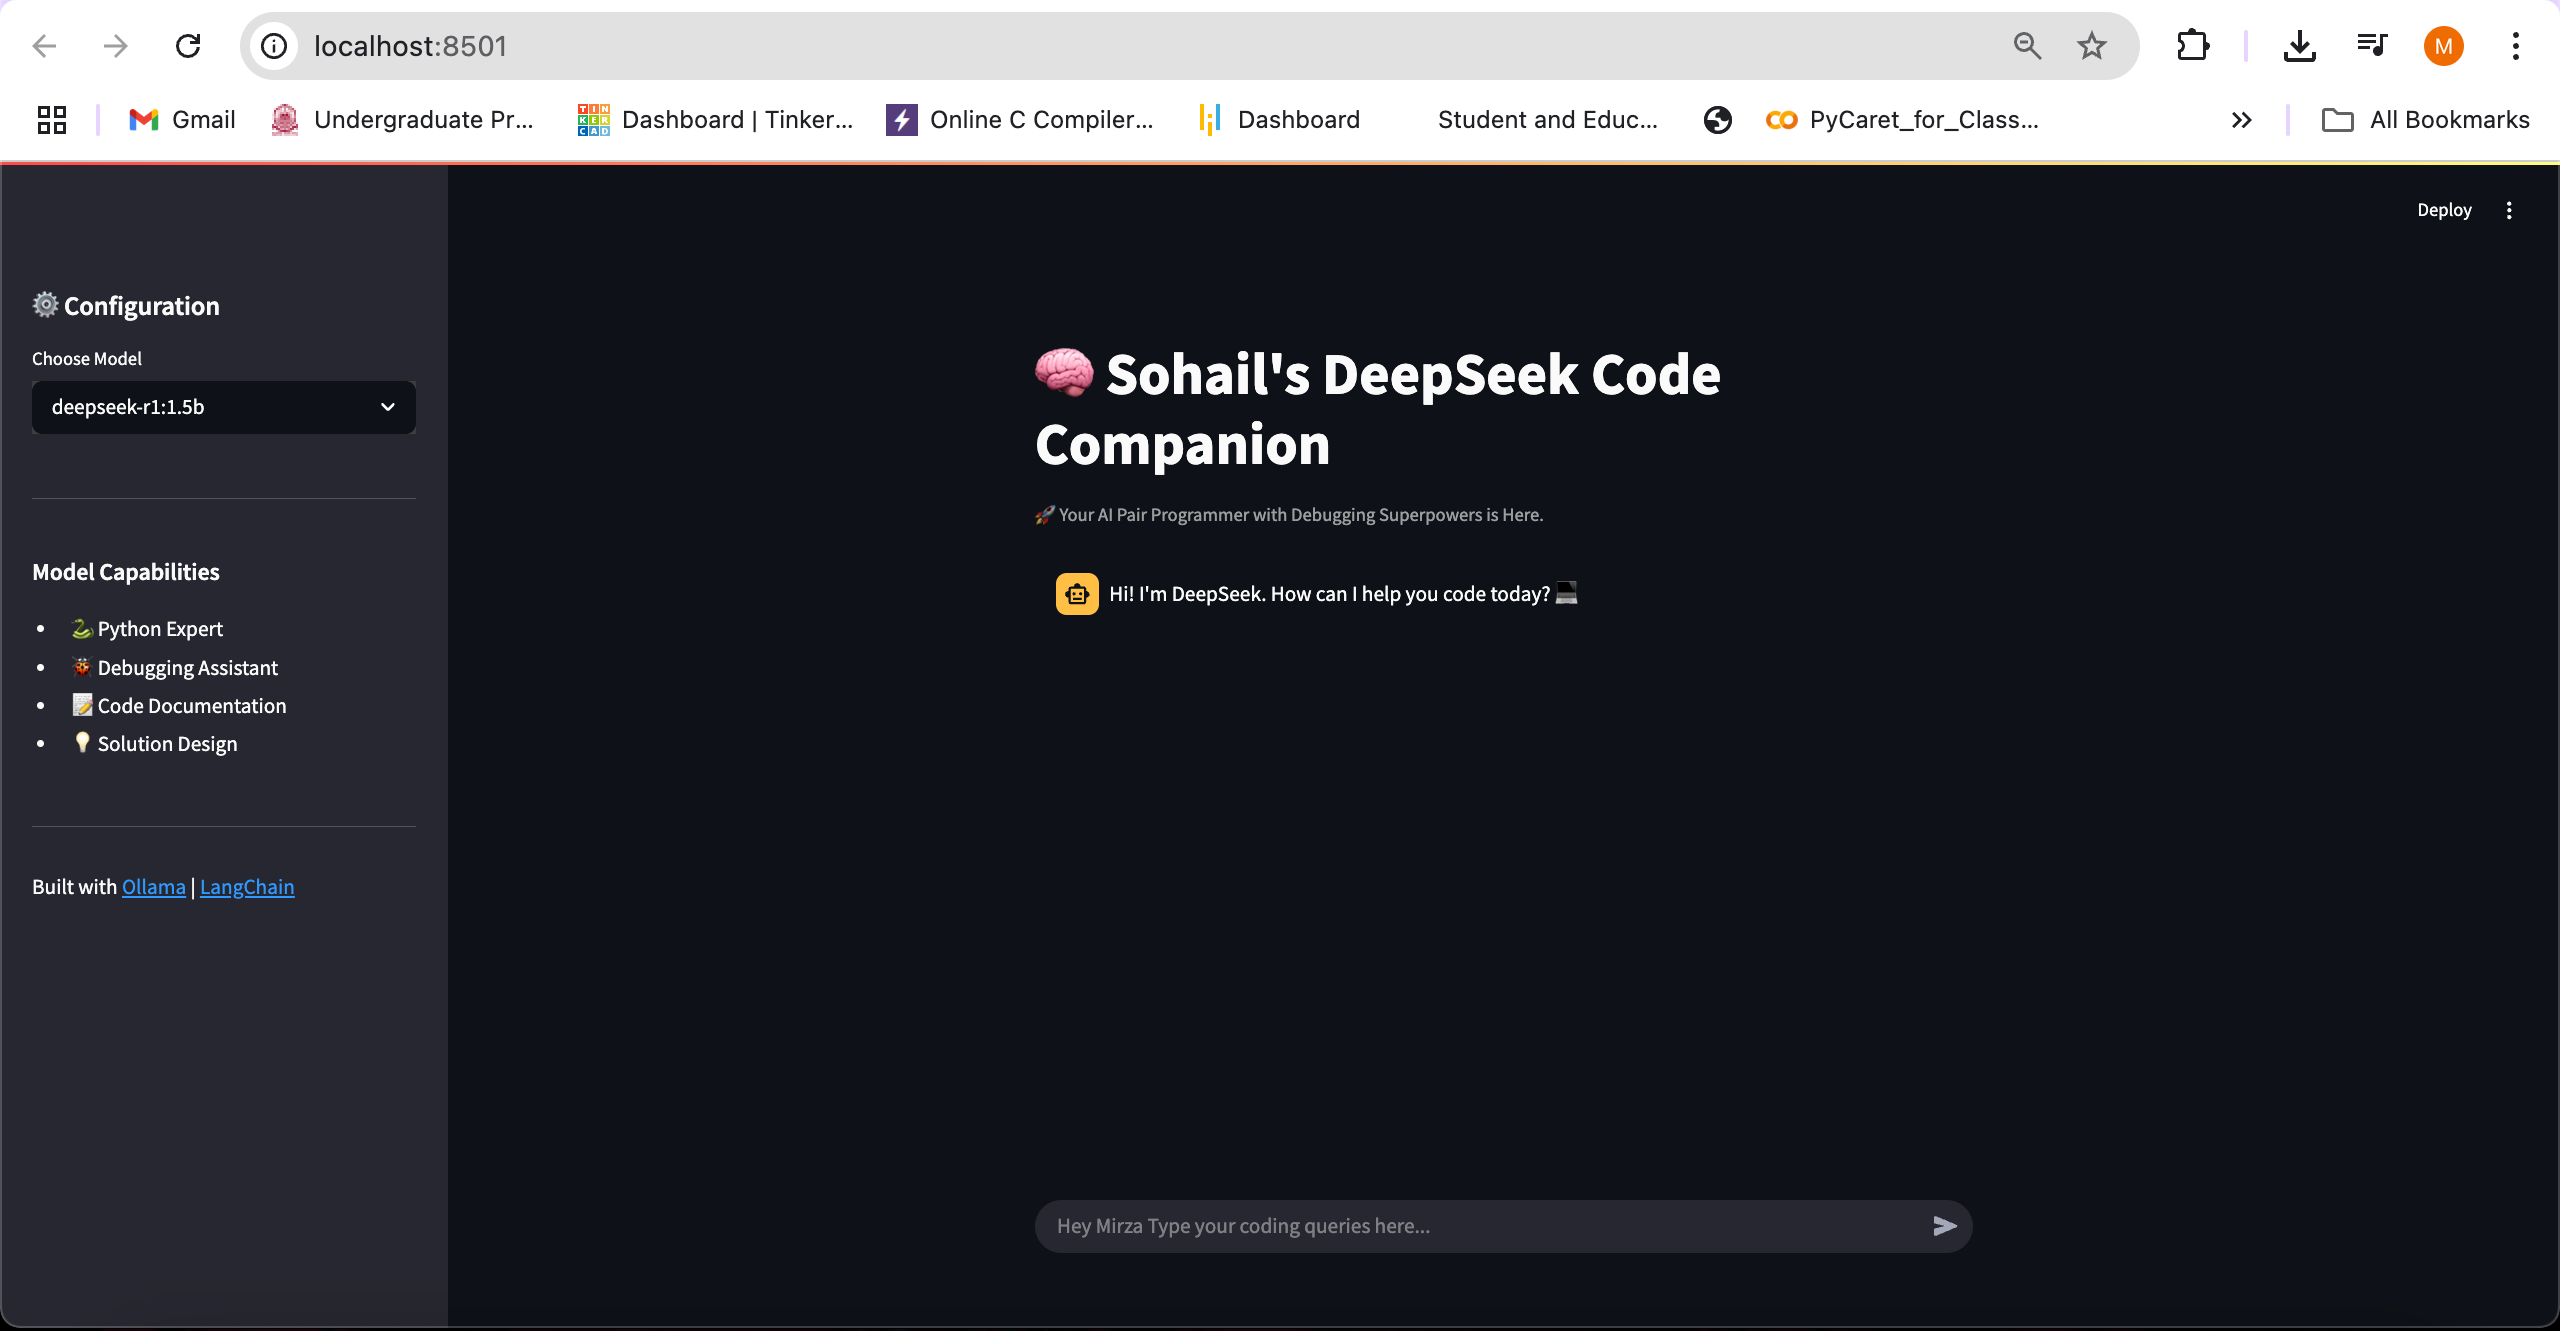 localhost:8501
M
Gmail
Undergraduate Pr...
TINKERCAD
Dashboard | Tinker...
Online C Compiler...
Dashboard
Student and Educ...
PyCaret_for_Class...
All Bookmarks
Deploy
Configuration
Choose Model
deepseek-r1:1.5b
Model Capabilities
Python Expert
Debugging Assistant
Code Documentation
Solution Design
Built with Ollama | LangChain
Sohail's DeepSeek Code
Companion
Your AI Pair Programmer with Debugging Superpowers is Here.
Hi! I'm DeepSeek. How can I help you code today?
Hey Mirza Type your coding queries here...